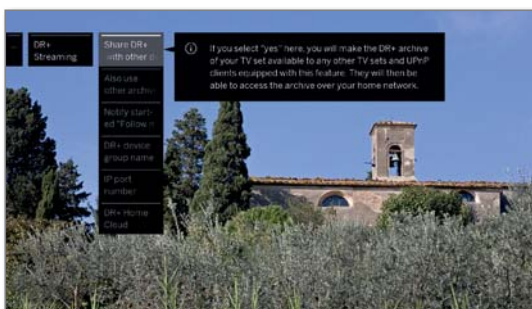 DR+
Streaming
Share DR+
with other
If you select "yes" here, you will make the DR+ archive
of your TV set available to any other TV sets and UPnP
clients equipped with this feature. They will then be
able to access the archive over your home network.
Also use
other archiv
Notify start-
ed "Follow
DR+ device
group name
IP port
number
DR+ Home
Cloud